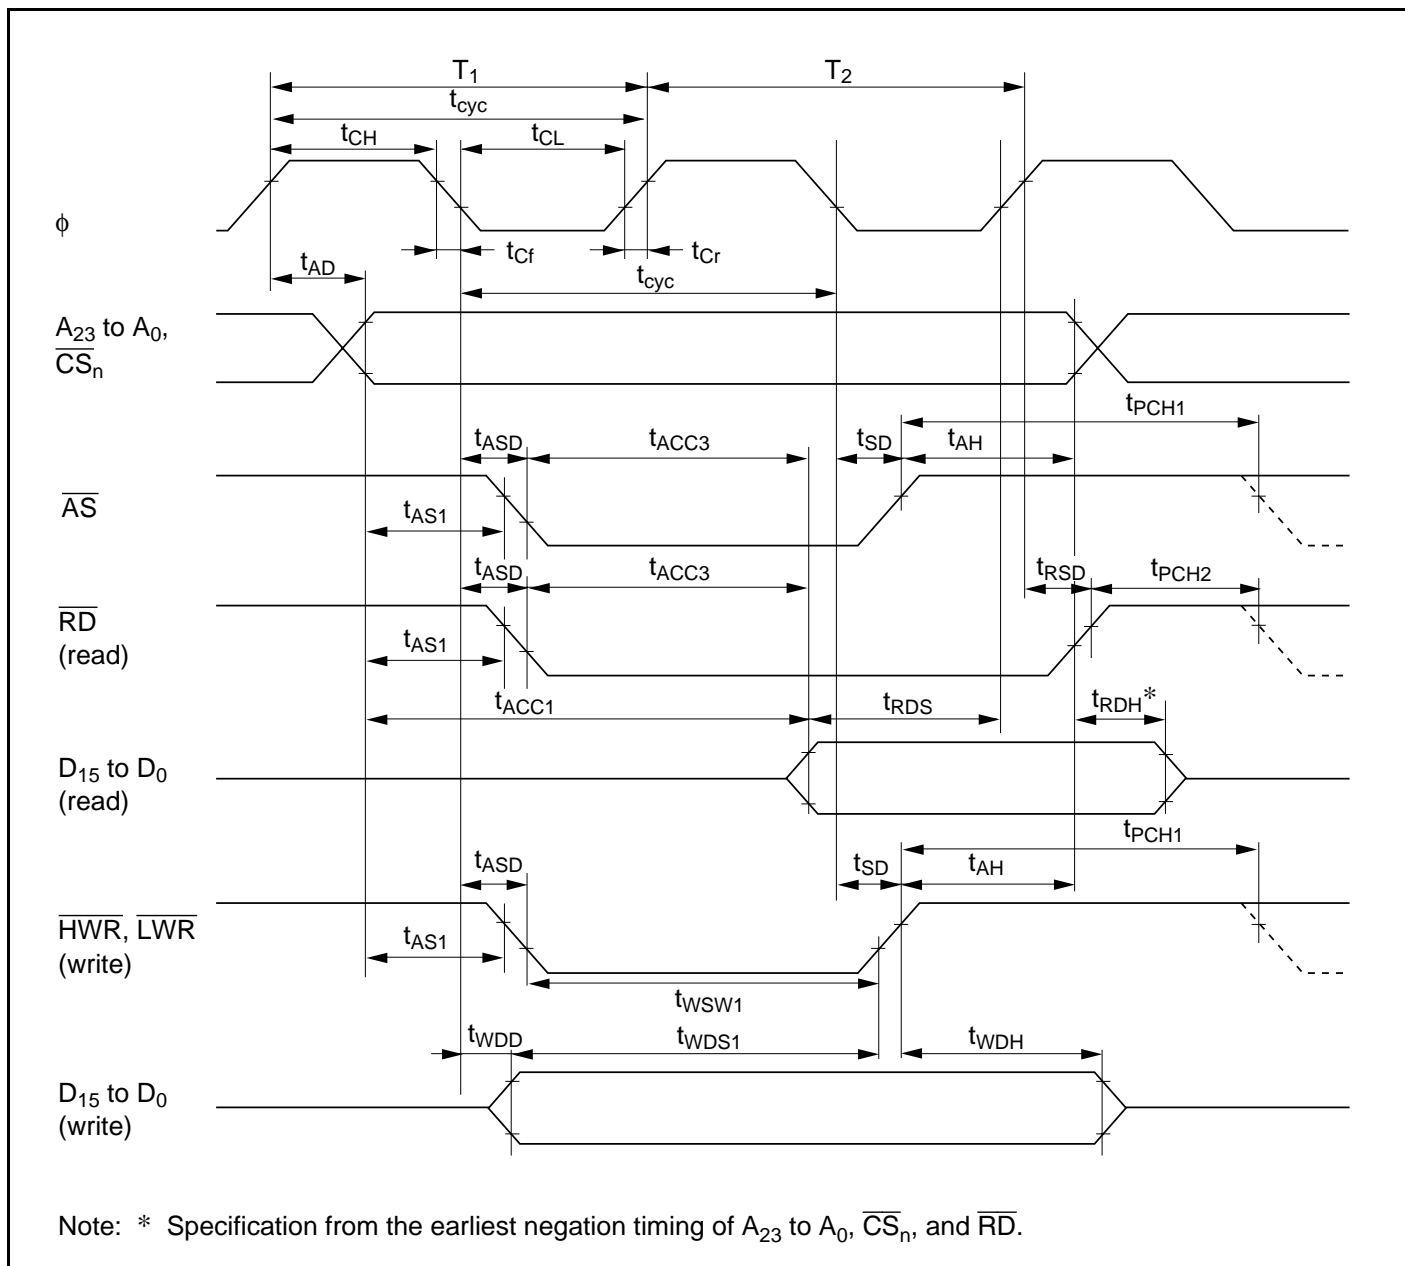 T1 T2
tcyc
tCH tCL
φ
tCf tCr
tAD
tcyc
A23 to A0,
CSn
tPCH1
tASD tACC3 tSD tAH
AS
tAS1
tASD tACC3 tRSD tPCH2
RD
(read)
tAS1
tACC1 tRDS tRDH*
D15 to D0
(read)
tPCH1
tASD tSD tAH
HWR, LWR
(write)
tAS1
tWSW1
tWDD tWDS1 tWDH
D15 to D0
(write)
Note: * Specification from the earliest negation timing of A23 to A0, CSn, and RD.